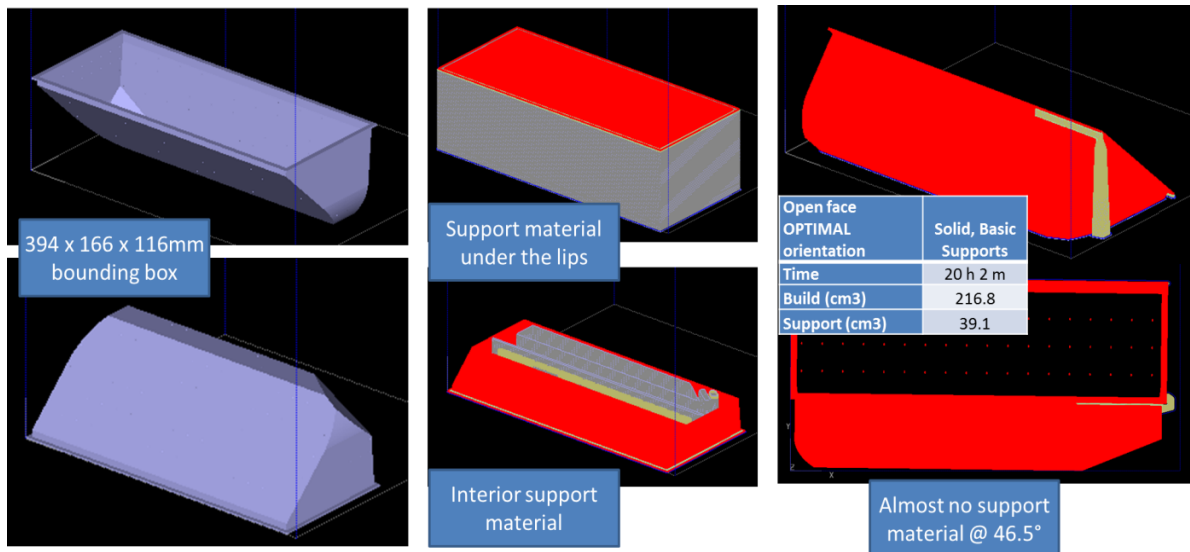 394 x 166 x 116mm
bounding box
Support material
under the lips
Interior support
material
Open face
OPTIMAL
orientation
Solid, Basic
Supports
Time
20 h 2 m
Build (cm3)
216.8
Support (cm3)
39.1
Y
Z
X
Almost no support
material @ 46.5°